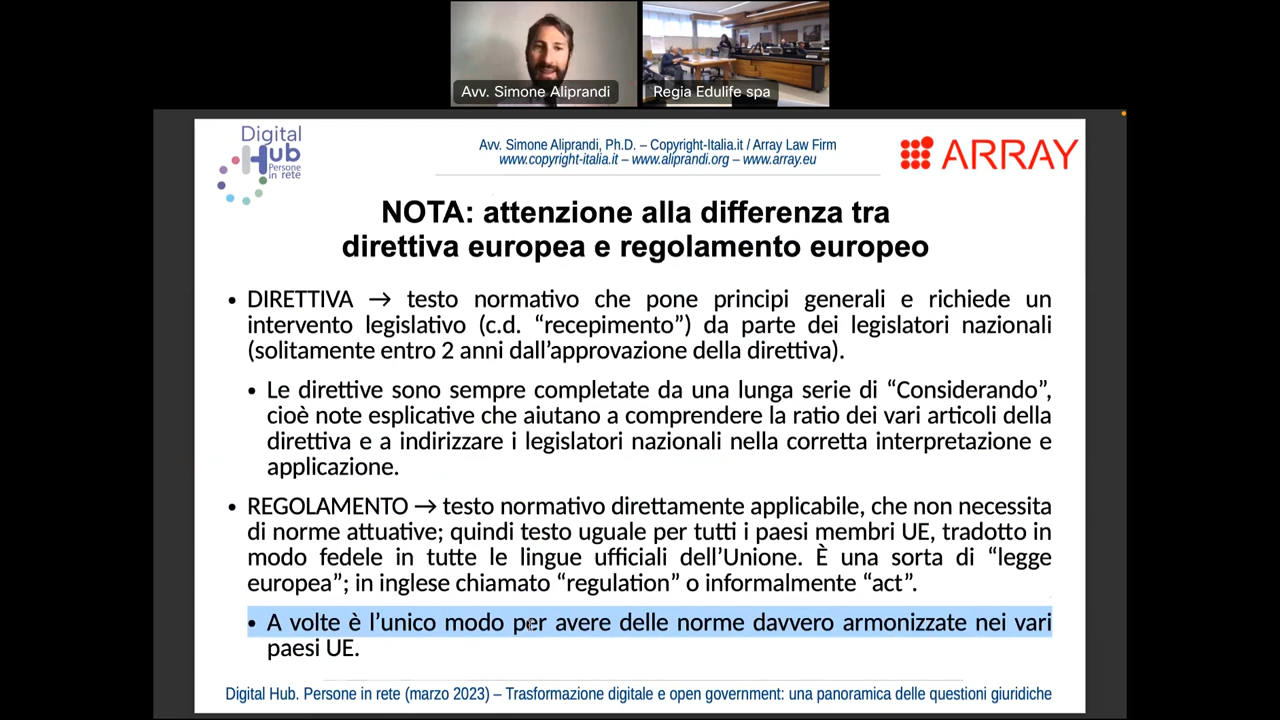 Avv. Simone Aliprandi
Regia Edulife spa
Digital
Hub
Persone
in rete
Avv. Simone Aliprandi, Ph.D. – Copyright-Italia.it / Array Law Firm
www.copyright-italia.it – www.aliprandi.org – www.array.eu
ARRAY
NOTA: attenzione alla differenza tra
direttiva europea e regolamento europeo
• DIRETTIVA → testo normativo che pone principi generali e richiede un
intervento legislativo (c.d. “recepimento”) da parte dei legislatori nazionali
(solitamente entro 2 anni dall’approvazione della direttiva).
• Le direttive sono sempre completate da una lunga serie di “Considerando”,
cioè note esplicative che aiutano a comprendere la ratio dei vari articoli della
direttiva e a indirizzare i legislatori nazionali nella corretta interpretazione e
applicazione.
• REGOLAMENTO → testo normativo direttamente applicabile, che non necessita
di norme attuative; quindi testo uguale per tutti i paesi membri UE, tradotto in
modo fedele in tutte le lingue ufficiali dell’Unione. È una sorta di “legge
europea”; in inglese chiamato “regulation” o informalmente “act”.
• A volte è l’unico modo per avere delle norme davvero armonizzate nei vari
paesi UE.
Digital Hub. Persone in rete (marzo 2023) – Trasformazione digitale e open government: una panoramica delle questioni giuridiche